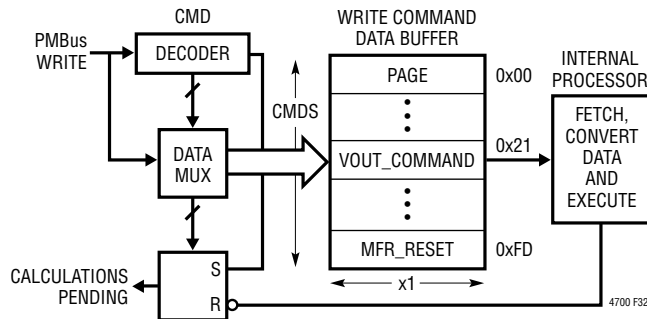 CMD
PMBus
WRITE
DECODER
DATA
MUX
S
R
CALCULATIONS
PENDING
CMDS
WRITE COMMAND
DATA BUFFER
PAGE
0x00
VOUT_COMMAND
0x21
MFR_RESET
0xFD
x1
INTERNAL
PROCESSOR
FETCH,
CONVERT
DATA
AND
EXECUTE
4700 F32